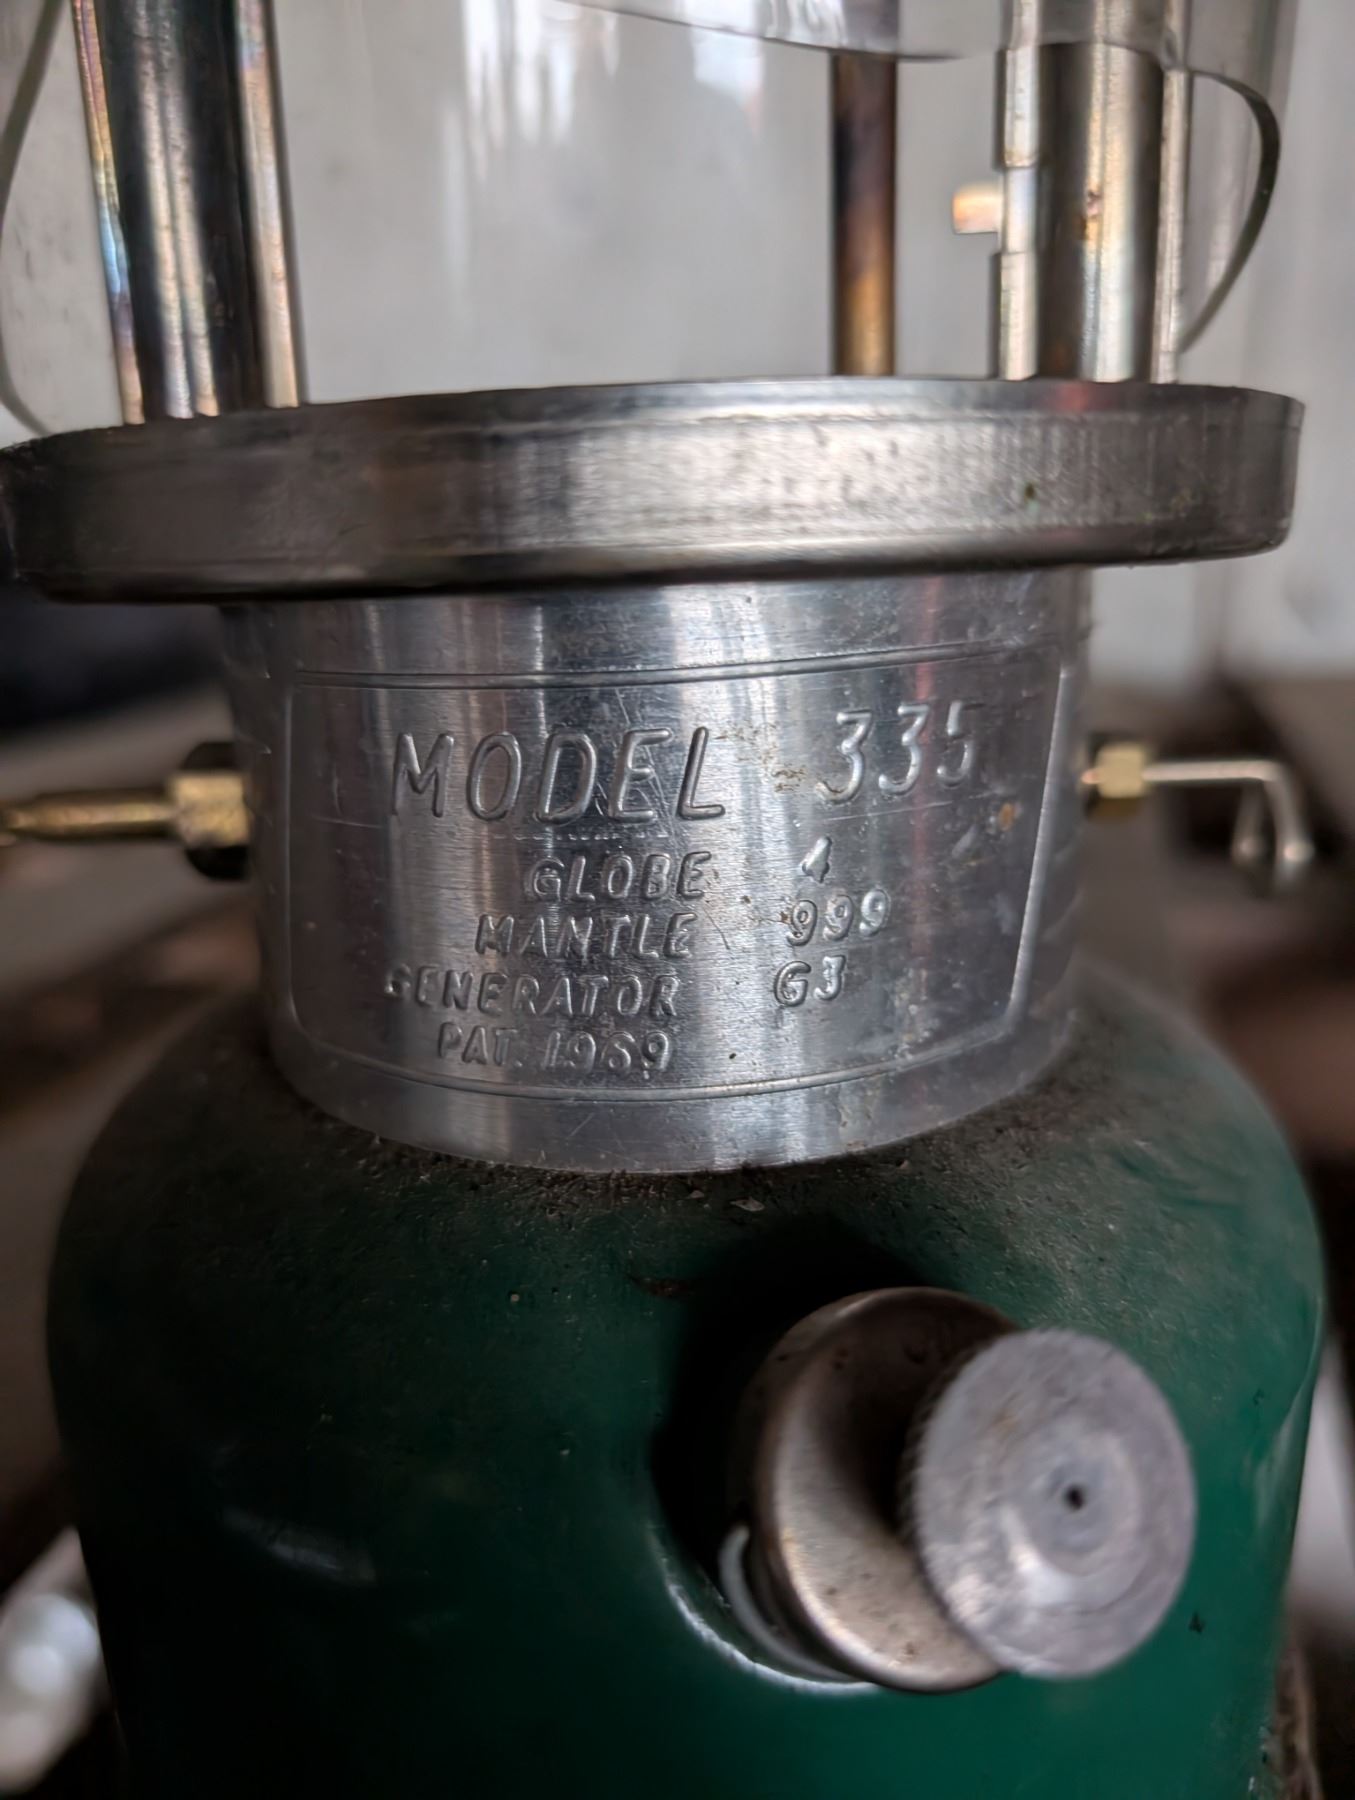 MODEL 335
GLOBE 4
MANTLE 999
GENERATOR G3
PAT. 1969